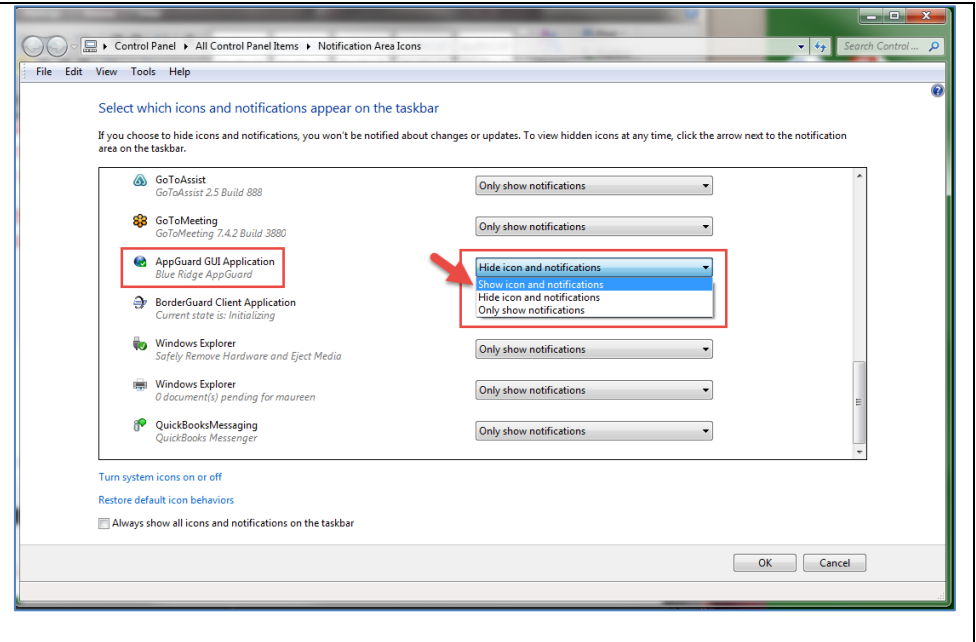 Control Panel All Control Panel Items Notification Area Icons Search Control ...
File Edit View Tools Help
Select which icons and notifications appear on the taskbar
If you choose to hide icons and notifications, you won't be notified about changes or updates. To view hidden icons at any time, click the arrow next to the notification
area on the taskbar.
GoToAssist
GoToAssist 2.5 Build 888
Only show notifications
GoToMeeting
GoToMeeting 7.4.2 Build 3880
Only show notifications
AppGuard GUI Application
Blue Ridge AppGuard
Hide icon and notifications
Show icon and notifications
Hide icon and notifications
Only show notifications
BorderGuard Client Application
Current state is: Initializing
Windows Explorer
Safely Remove Hardware and Eject Media
Only show notifications
Windows Explorer
0 document(s) pending for maureen
Only show notifications
QuickBooksMessaging
QuickBooks Messenger
Only show notifications
Turn system icons on or off
Restore default icon behaviors
Always show all icons and notifications on the taskbar
OK Cancel